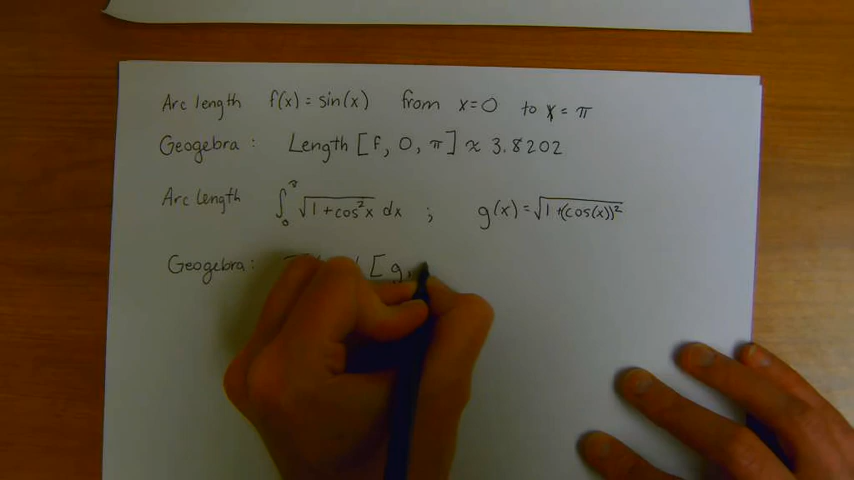 Arc length f(x) = sin(x) from x=0 to x = π
Geogebra: Length [f, 0, π] ≈ 3.8202
Arc length ∫₀^π √(1 + cos²x) dx ; g(x) = √(1 + (cos(x))²)
Geogebra: [g,